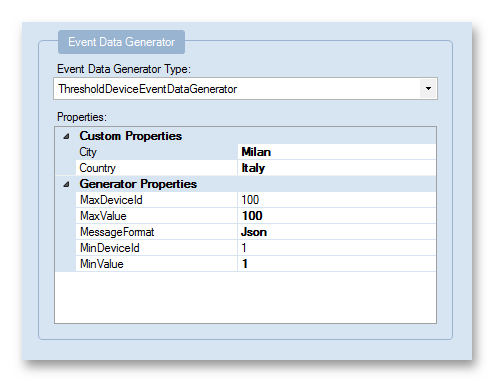 Event Data Generator
Event Data Generator Type:
ThresholdDeviceEventDataGenerator
Properties:
Custom Properties
City Milan
Country Italy
Generator Properties
MaxDeviceId 100
MaxValue 100
MessageFormat Json
MinDeviceId 1
MinValue 1